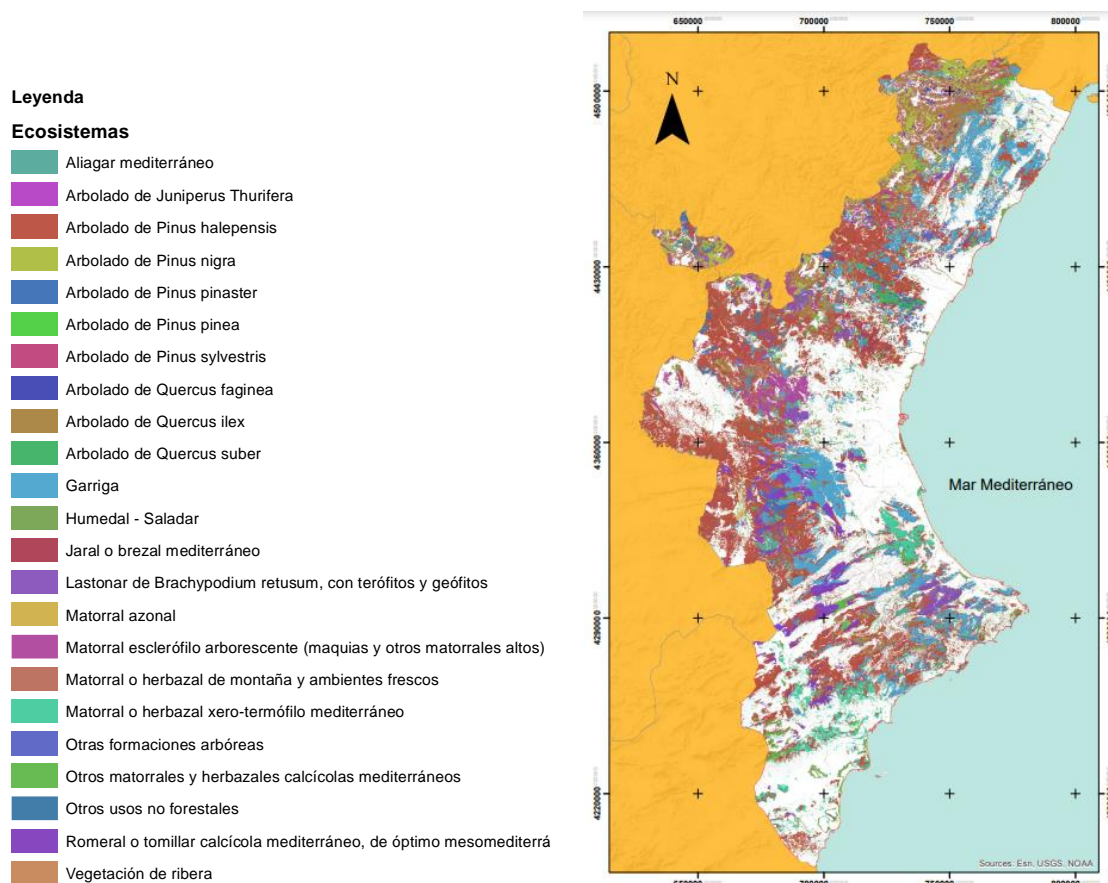 Leyenda
Ecosistemas
Aliagar mediterráneo
Arbolado de Juniperus Thurifera
Arbolado de Pinus halepensis
Arbolado de Pinus nigra
Arbolado de Pinus pinaster
Arbolado de Pinus pinea
Arbolado de Pinus sylvestris
Arbolado de Quercus faginea
Arbolado de Quercus ilex
Arbolado de Quercus suber
Garriga
Humedal - Saladar
Jaral o brezal mediterráneo
Lastonar de Brachypodium retusum, con terófitos y geófitos
Matorral azonal
Matorral esclerófilo arborescente (maquias y otros matorrales altos)
Matorral o herbazal de montaña y ambientes frescos
Matorral o herbazal xero-termófilo mediterráneo
Otras formaciones arbóreas
Otros matorrales y herbazales calcícolas mediterráneos
Otros usos no forestales
Romeral o tomillar calcícola mediterráneo, de óptimo mesomediterrá
Vegetación de ribera
650000 700000 750000 800000
N
4500000
4430000
4360000
4290000
4220000
Mar Mediterráneo
Sources: Esri, USGS, NOAA